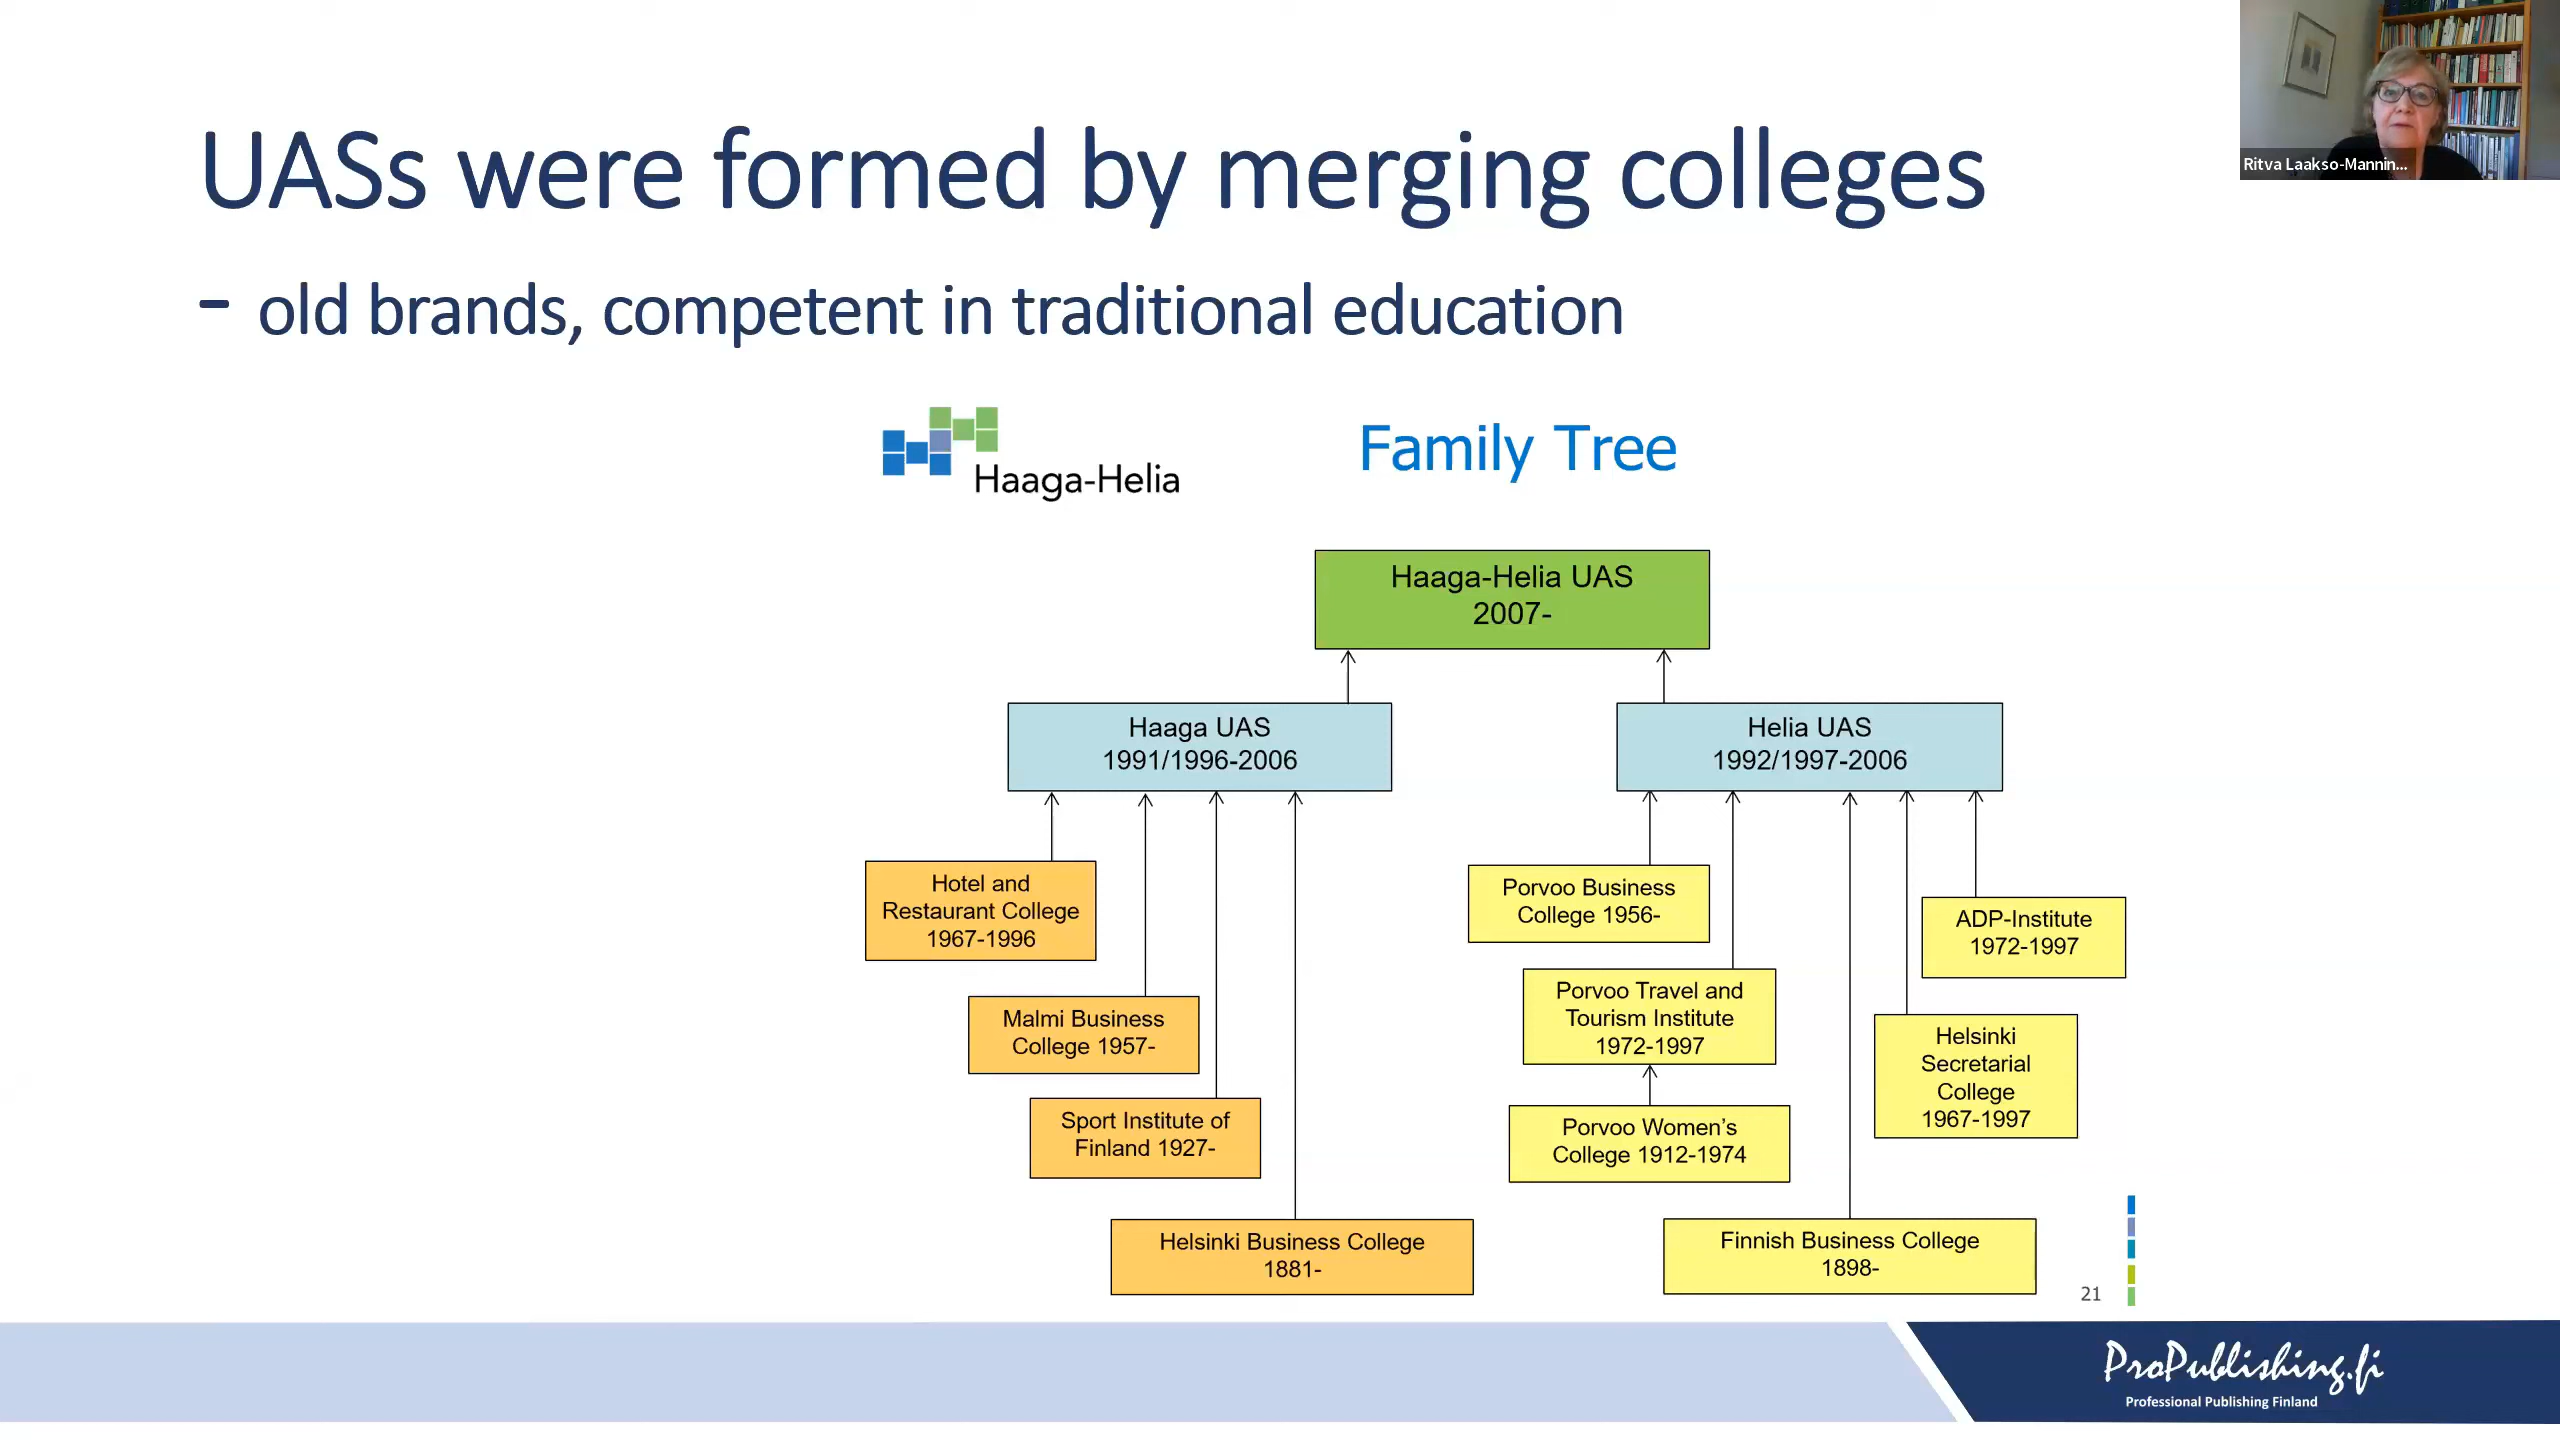 UASs were formed by merging colleges
- old brands, competent in traditional education
Ritva Laakso-Mannin...
Haaga-Helia
Family Tree
Haaga-Helia UAS
2007-
Haaga UAS
1991/1996-2006
Helia UAS
1992/1997-2006
Hotel and
Restaurant College
1967-1996
Malmi Business
College 1957-
Sport Institute of
Finland 1927-
Helsinki Business College
1881-
Porvoo Business
College 1956-
Porvoo Travel and
Tourism Institute
1972-1997
Porvoo Women’s
College 1912-1974
Finnish Business College
1898-
ADP-Institute
1972-1997
Helsinki
Secretarial
College
1967-1997
21
ProPublishing.fi
Professional Publishing Finland